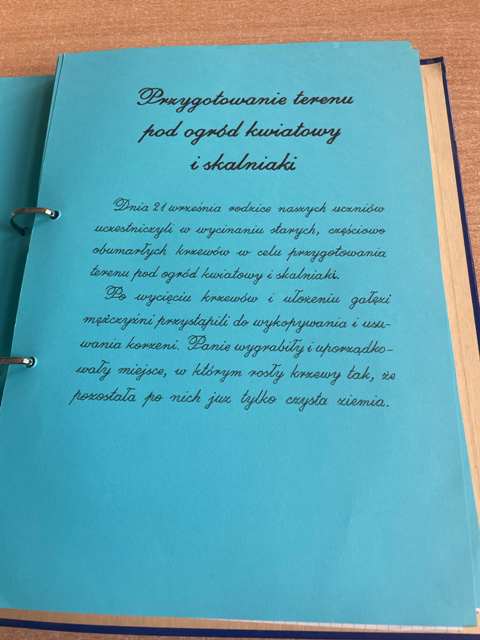 Przygotowanie terenu
pod ogród kwiatowy
i skalniaki
Dnia 21 września rodzice naszych uczniów
uczestniczyli w wycinaniu starych, częściowo
obumarłych krzewów w celu przygotowania
terenu pod ogród kwiatowy i skalniaki.
Po wycięciu krzewów i ułożeniu gałęzi
mężczyźni przystąpili do wykopywania i usu-
wania korzeni. Panie wygrabiły i uporządko-
wały miejsce, w którym rosły krzewy tak, że
pozostała po nich już tylko czysta ziemia.